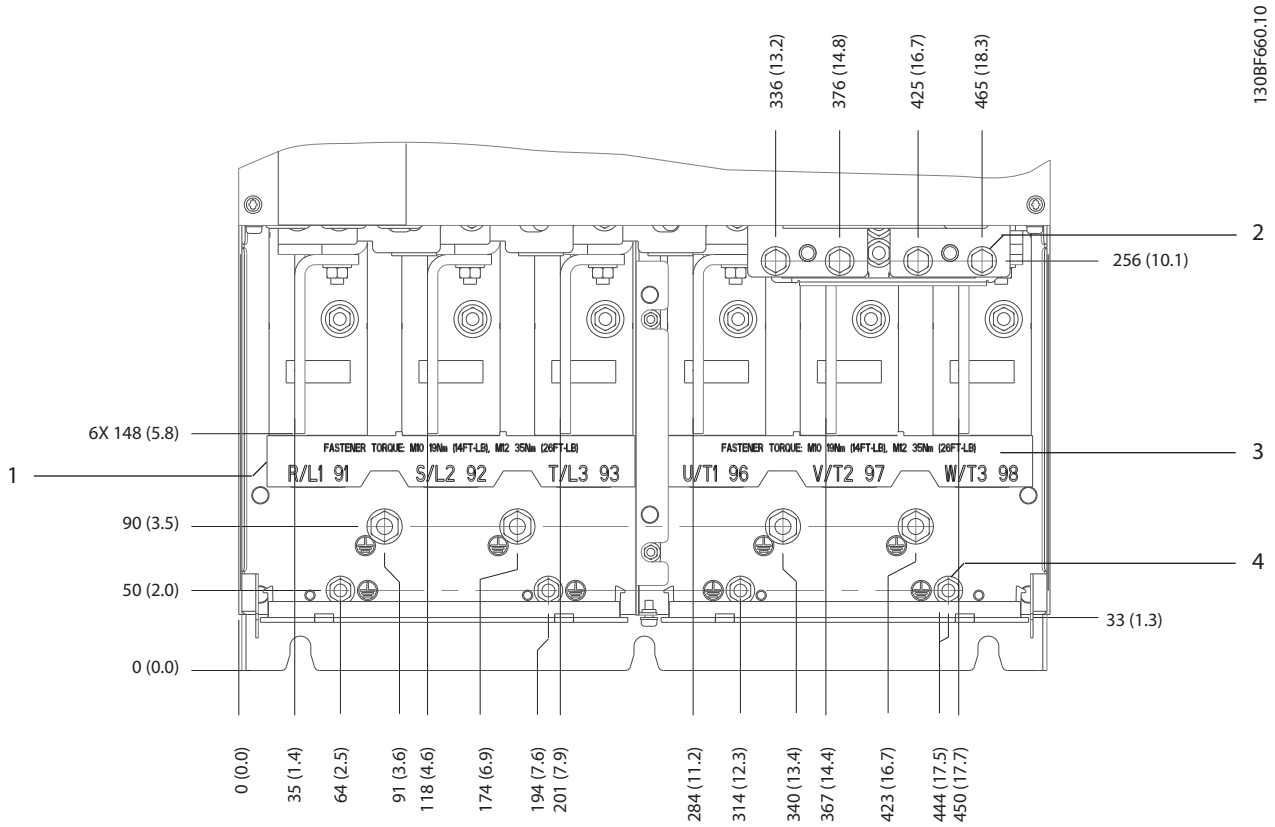 130BF660.10
336 (13.2)
376 (14.8)
425 (16.7)
465 (18.3)
2
256 (10.1)
6X 148 (5.8)
FASTENER TORQUE: M10 19Nm (14FT-LB), M12 35Nm (26FT-LB)
FASTENER TORQUE: M10 19Nm (14FT-LB), M12 35Nm (26FT-LB)
3
1
R/L1 91
S/L2 92
T/L3 93
U/T1 96
V/T2 97
W/T3 98
90 (3.5)
4
50 (2.0)
33 (1.3)
0 (0.0)
0 (0.0)
35 (1.4)
64 (2.5)
91 (3.6)
118 (4.6)
174 (6.9)
194 (7.6)
201 (7.9)
284 (11.2)
314 (12.3)
340 (13.4)
367 (14.4)
423 (16.7)
444 (17.5)
450 (17.7)